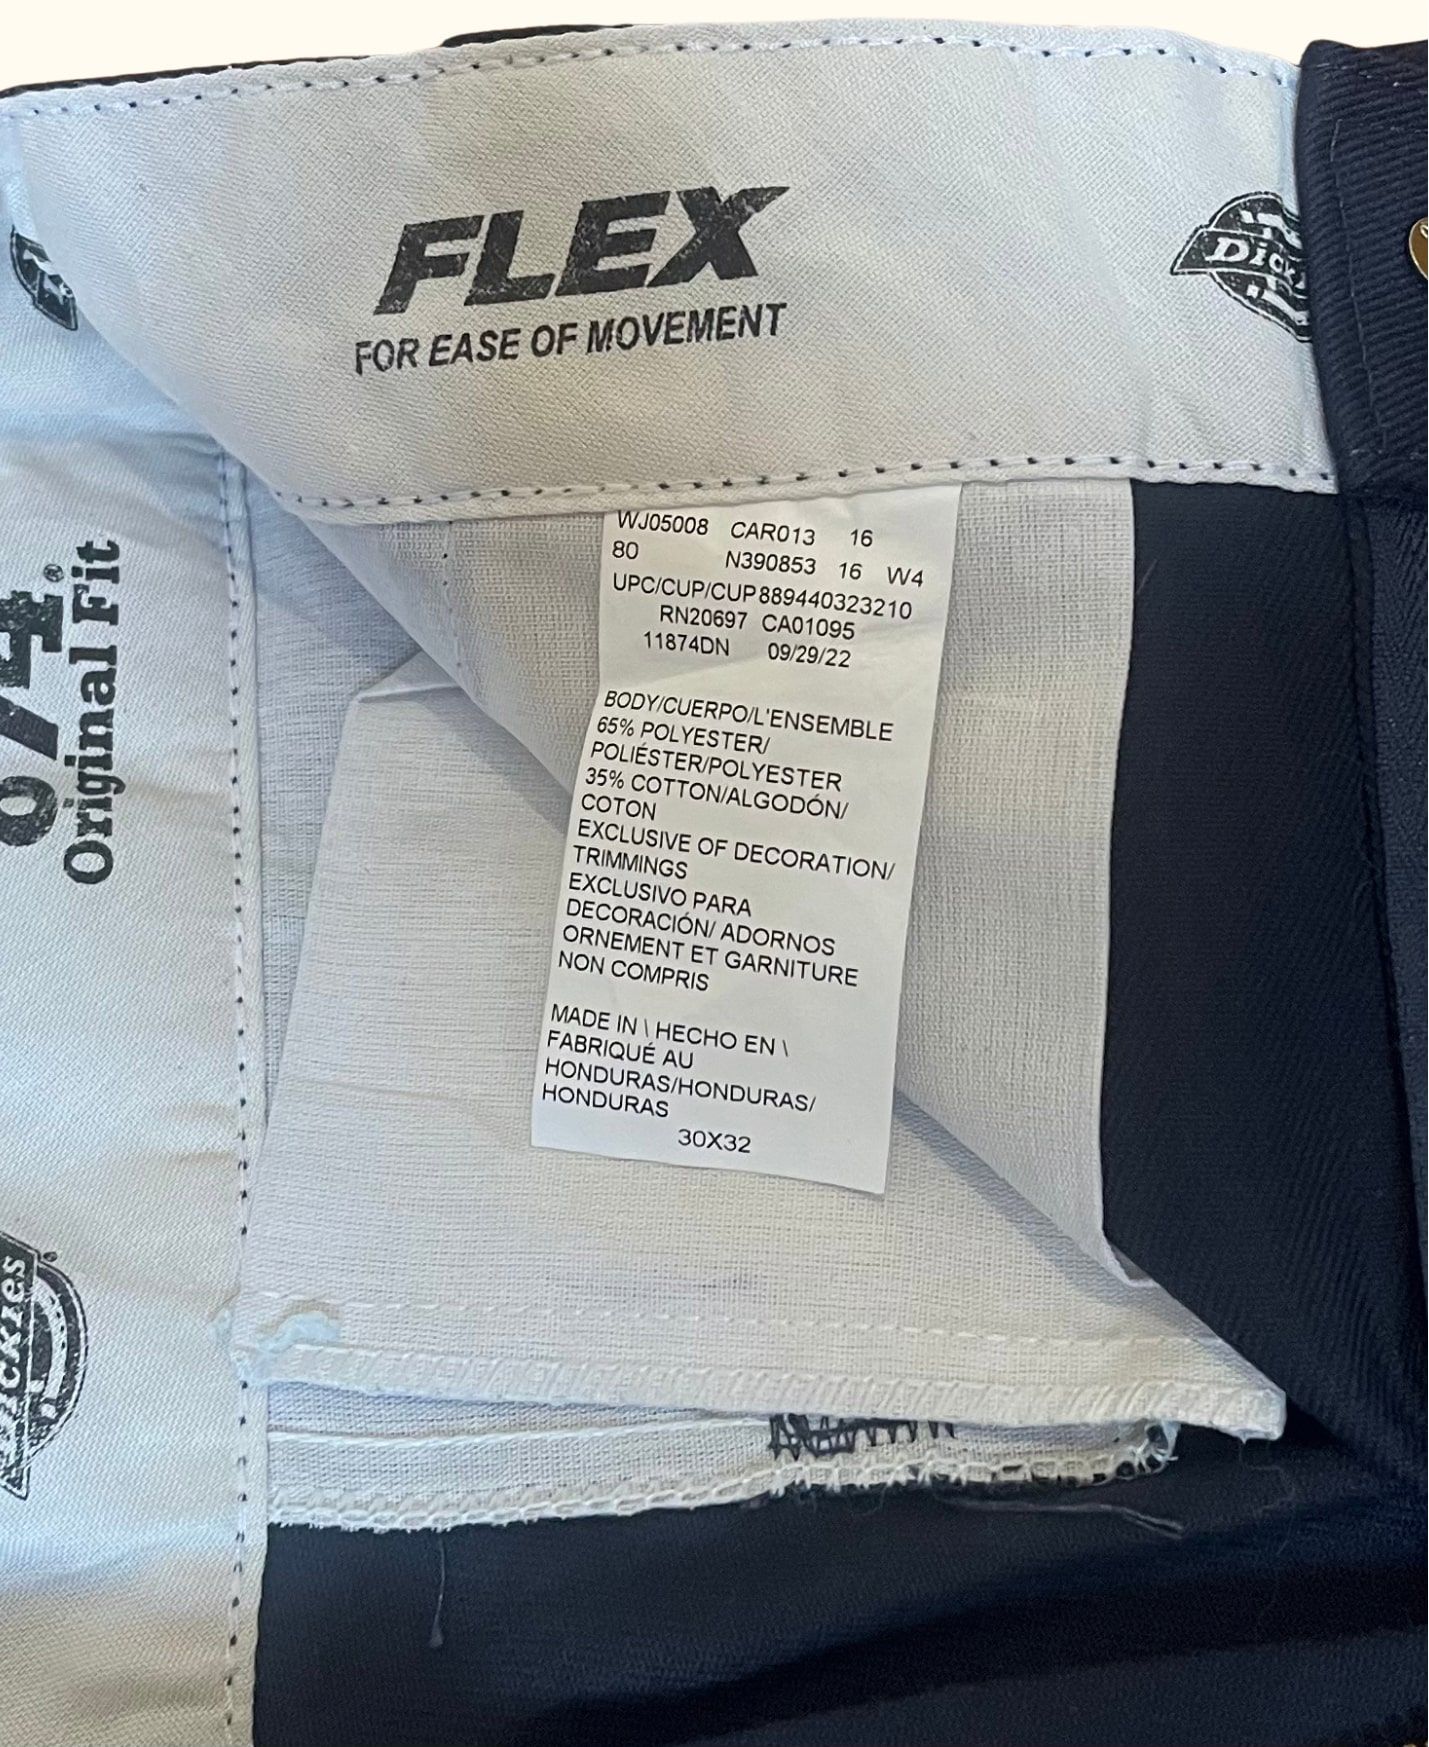 FLEX
FOR EASE OF MOVEMENT
Original Fit
Dickies
WJ05008 CAR013 16
80 N390853 16 W4
UPC/CUP/CUP889440323210
RN20697 CA01095
11874DN 09/29/22
BODY/CUERPO/L'ENSEMBLE
65% POLYESTER/
POLIÉSTER/POLYESTER
35% COTTON/ALGODÓN/
COTON
EXCLUSIVE OF DECORATION/
TRIMMINGS
EXCLUSIVO PARA
DECORACIÓN/ ADORNOS
ORNEMENT ET GARNITURE
NON COMPRIS
MADE IN \ HECHO EN \
FABRIQUÉ AU
HONDURAS/HONDURAS/
HONDURAS
30X32